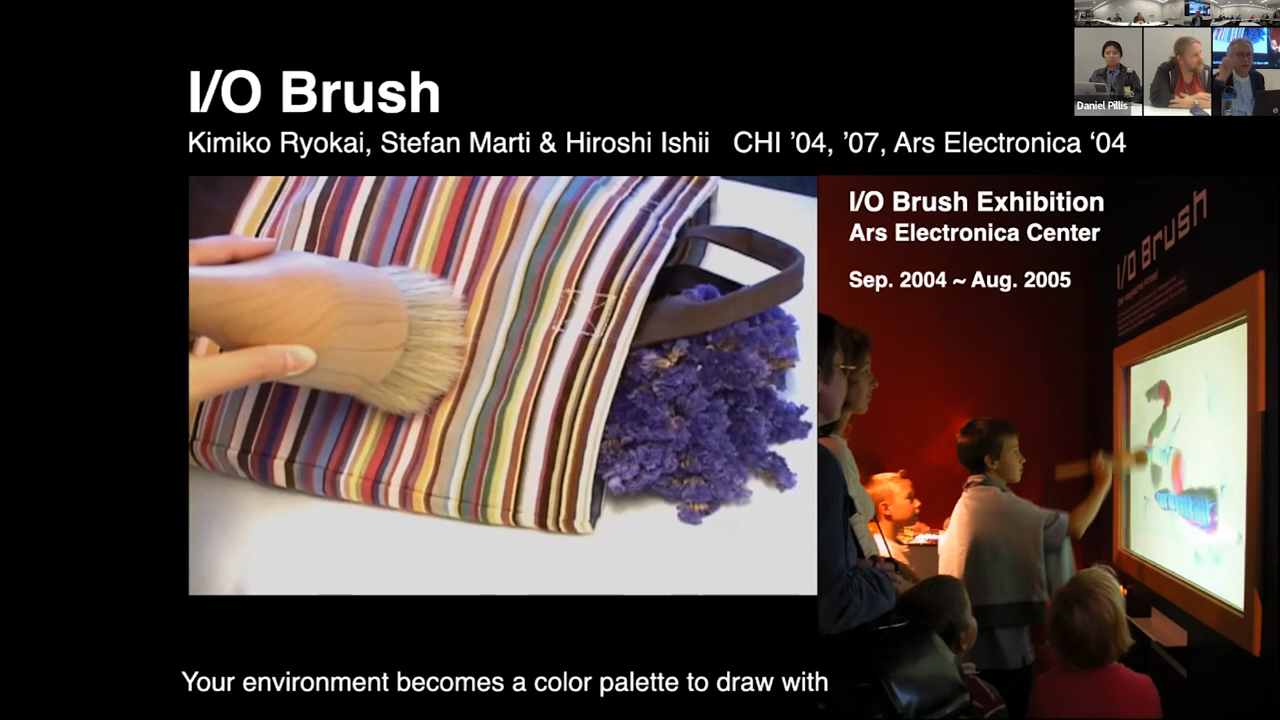 I/O Brush
Kimiko Ryokai, Stefan Marti & Hiroshi Ishii CHI ’04, ’07, Ars Electronica ‘04
I/O Brush Exhibition
Ars Electronica Center
Sep. 2004 ~ Aug. 2005
I/O Brush
Your environment becomes a color palette to draw with
Daniel Pillis